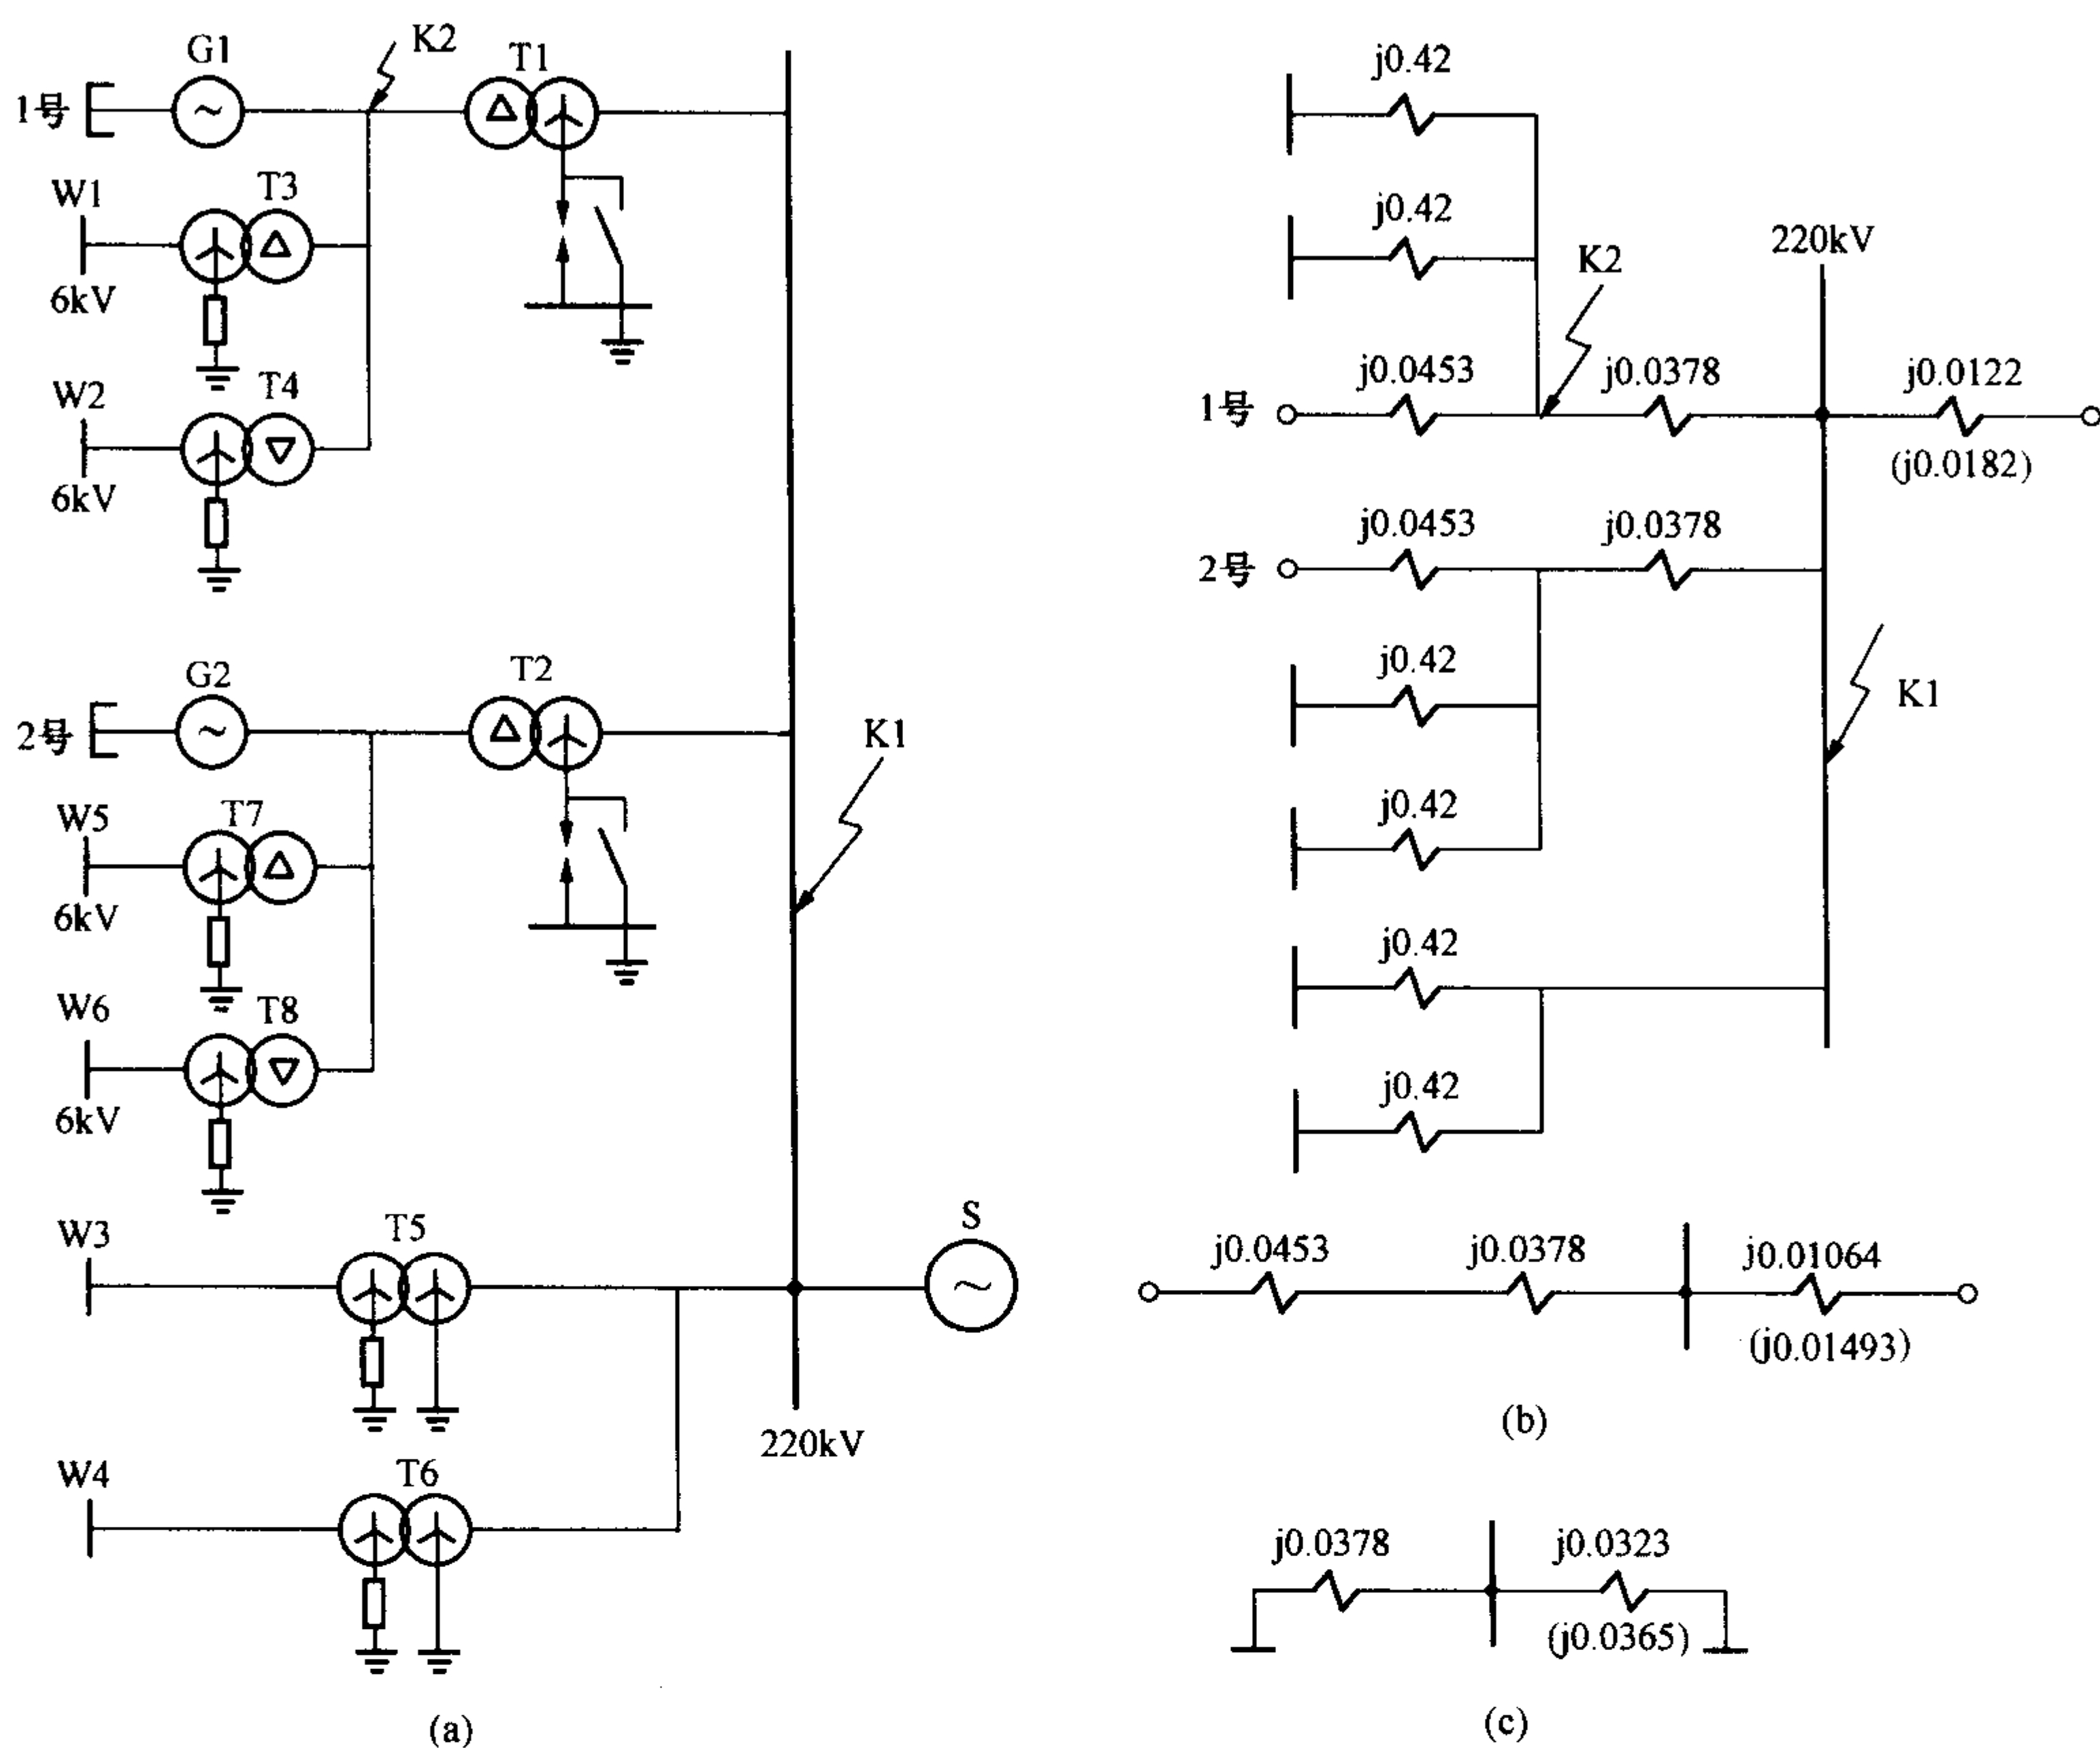 G1
K2
T1
1号
~
W1
T3
6kV
W2
T4
6kV
G2
T2
2号
~
K1
W5
T7
6kV
W6
T8
6kV
W3
T5
S
~
220kV
W4
T6
(a)
j0.42
j0.42
K2
220kV
1号
j0.0453
j0.0378
j0.0122
(j0.0182)
2号
j0.0453
j0.0378
j0.42
K1
j0.42
j0.42
j0.42
j0.0453
j0.0378
j0.01064
(j0.01493)
(b)
j0.0378
j0.0323
(j0.0365)
(c)